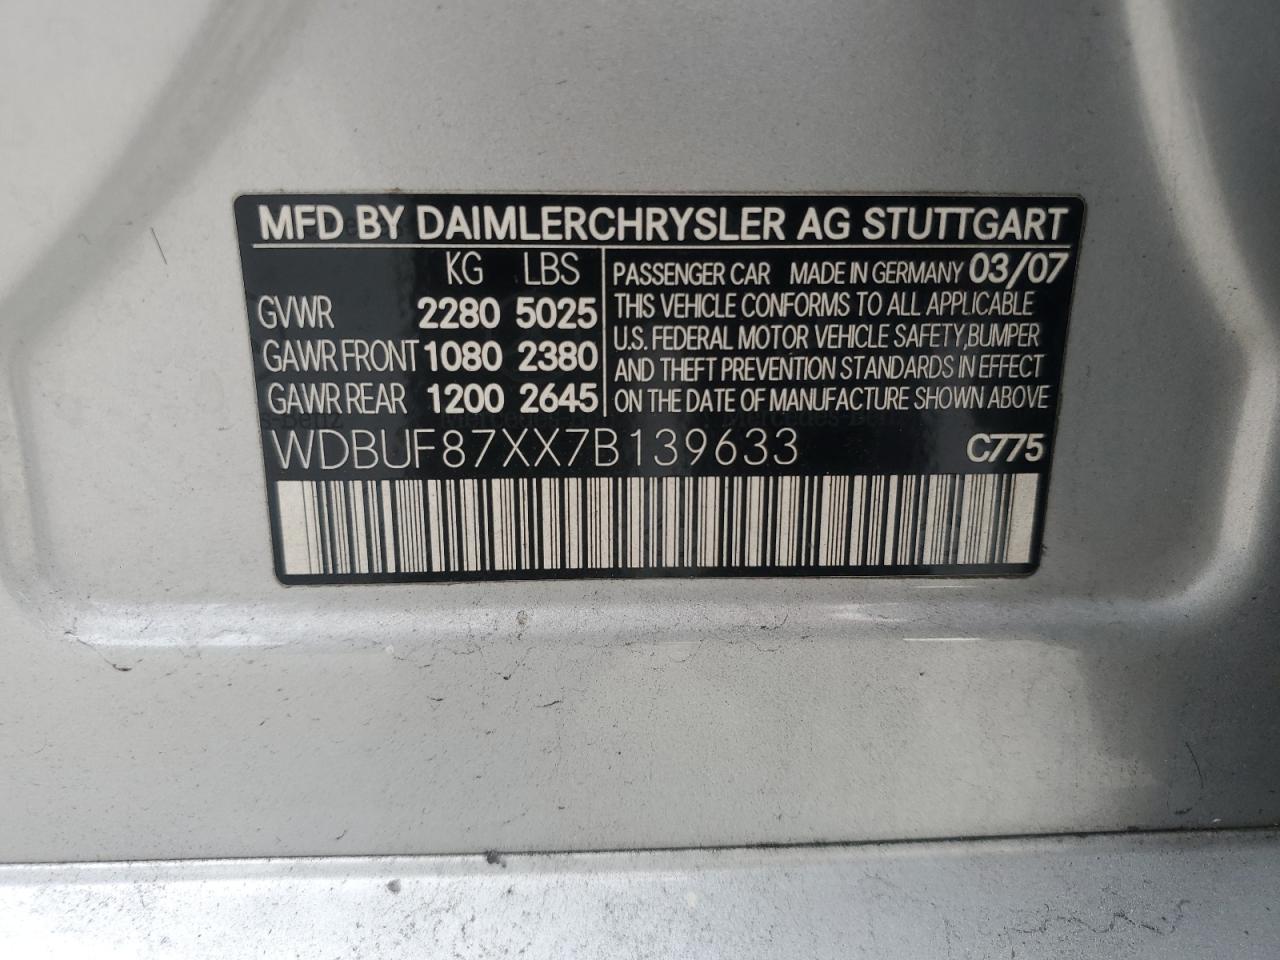 MFD BY DAIMLERCHRYSLER AG STUTTGART
KG LBS
GVWR 2280 5025
GAWR FRONT 1080 2380
GAWR REAR 1200 2645
PASSENGER CAR MADE IN GERMANY 03/07
THIS VEHICLE CONFORMS TO ALL APPLICABLE
U.S. FEDERAL MOTOR VEHICLE SAFETY,BUMPER
AND THEFT PREVENTION STANDARDS IN EFFECT
ON THE DATE OF MANUFACTURE SHOWN ABOVE
WDBUF87XX7B139633 C775